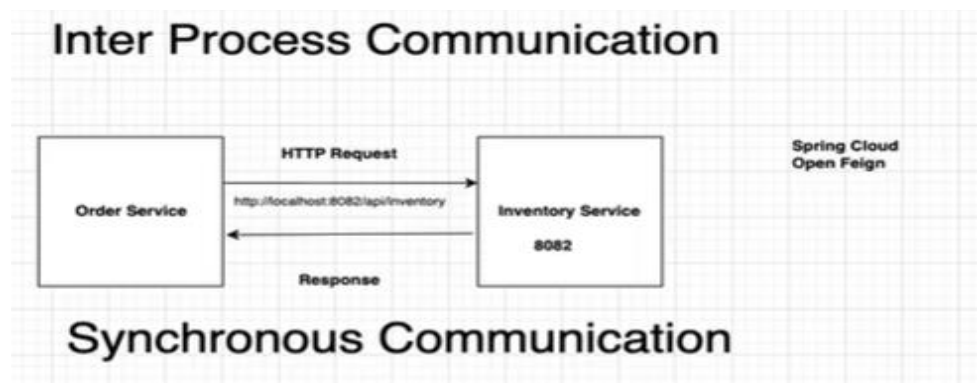 Inter Process Communication
HTTP Request
Spring Cloud
Open Feign
Order Service
http://localhost:8082/api/inventory
Inventory Service
8082
Response
Synchronous Communication